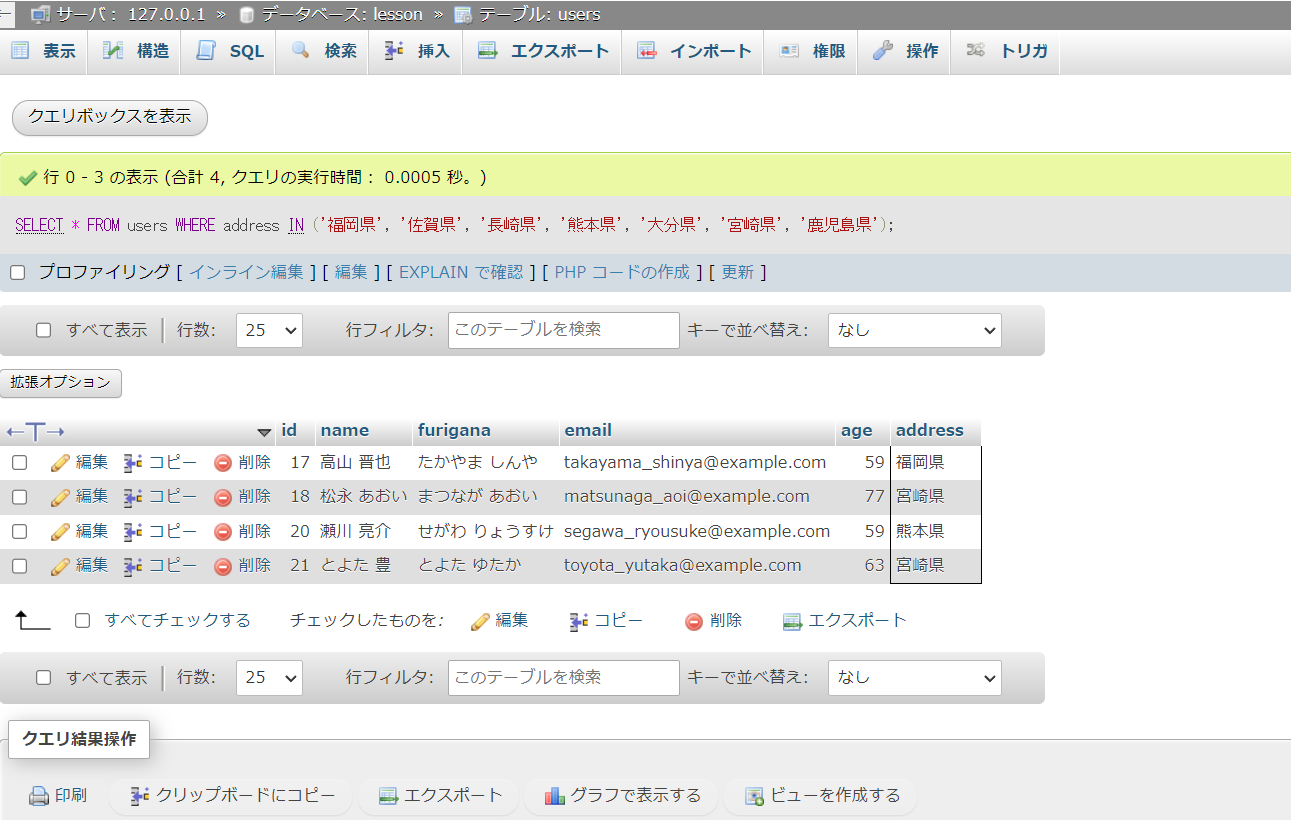 サーバ： 127.0.0.1 » データベース: lesson » テーブル: users
表示 構造 SQL 検索 挿入 エクスポート インポート 権限 操作 トリガ
クエリボックスを表示
行 0 - 3 の表示 (合計 4, クエリの実行時間： 0.0005 秒。)
SELECT * FROM users WHERE address IN ('福岡県', '佐賀県', '長崎県', '熊本県', '大分県', '宮崎県', '鹿児島県');
プロファイリング [ インライン編集 ] [ 編集 ] [ EXPLAIN で確認 ] [ PHP コードの作成 ] [ 更新 ]
すべて表示 行数: 25 行フィルタ: このテーブルを検索 キーで並べ替え: なし
拡張オプション
←T→ id name furigana email age address
編集 コピー 削除 17 高山 晋也 たかやま しんや takayama_shinya@example.com 59 福岡県
編集 コピー 削除 18 松永 あおい まつなが あおい matsunaga_aoi@example.com 77 宮崎県
編集 コピー 削除 20 瀬川 亮介 せがわ りょうすけ segawa_ryousuke@example.com 59 熊本県
編集 コピー 削除 21 とよた 豊 とよた ゆたか toyota_yutaka@example.com 63 宮崎県
すべてチェックする チェックしたものを: 編集 コピー 削除 エクスポート
すべて表示 行数: 25 行フィルタ: このテーブルを検索 キーで並べ替え: なし
クエリ結果操作
印刷 クリップボードにコピー エクスポート グラフで表示する ビューを作成する